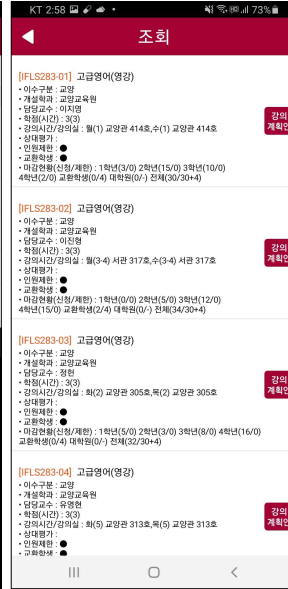 KT 2:58
73%
조회
[IFLS283-01] 고급영어(영강)
• 이수구분 : 교양
• 개설학과 : 교양교육원
• 담당교수 : 이지영
• 학점(시간) : 3(3)
• 강의시간/강의실 : 월(1) 교양관 414호,수(1) 교양관 414호
• 상대평가 :
• 인원제한 : ●
• 교환학생 : ●
• 마감현황(신청/제한) : 1학년(3/0) 2학년(15/0) 3학년(10/0)
4학년(2/0) 교환학생(0/4) 대학원(0/-) 전체(30/30+4)
강의
계획안
[IFLS283-02] 고급영어(영강)
• 이수구분 : 교양
• 개설학과 : 교양교육원
• 담당교수 : 이진형
• 학점(시간) : 3(3)
• 강의시간/강의실 : 월(3-4) 서관 317호,수(3-4) 서관 317호
• 상대평가 :
• 인원제한 : ●
• 교환학생 : ●
• 마감현황(신청/제한) : 1학년(0/0) 2학년(5/0) 3학년(12/0)
4학년(15/0) 교환학생(2/4) 대학원(0/-) 전체(34/30+4)
강의
계획안
[IFLS283-03] 고급영어(영강)
• 이수구분 : 교양
• 개설학과 : 교양교육원
• 담당교수 : 정헌
• 학점(시간) : 3(3)
• 강의시간/강의실 : 화(2) 교양관 305호,목(2) 교양관 305호
• 상대평가 :
• 인원제한 : ●
• 교환학생 : ●
• 마감현황(신청/제한) : 1학년(5/0) 2학년(3/0) 3학년(8/0) 4학년(16/0)
교환학생(0/4) 대학원(0/-) 전체(32/30+4)
강의
계획안
[IFLS283-04] 고급영어(영강)
• 이수구분 : 교양
• 개설학과 : 교양교육원
• 담당교수 : 유영현
• 학점(시간) : 3(3)
• 강의시간/강의실 : 화(5) 교양관 313호,목(5) 교양관 313호
• 상대평가 :
• 인원제한 : ●
• 교환학생 : ●
강의
계획안